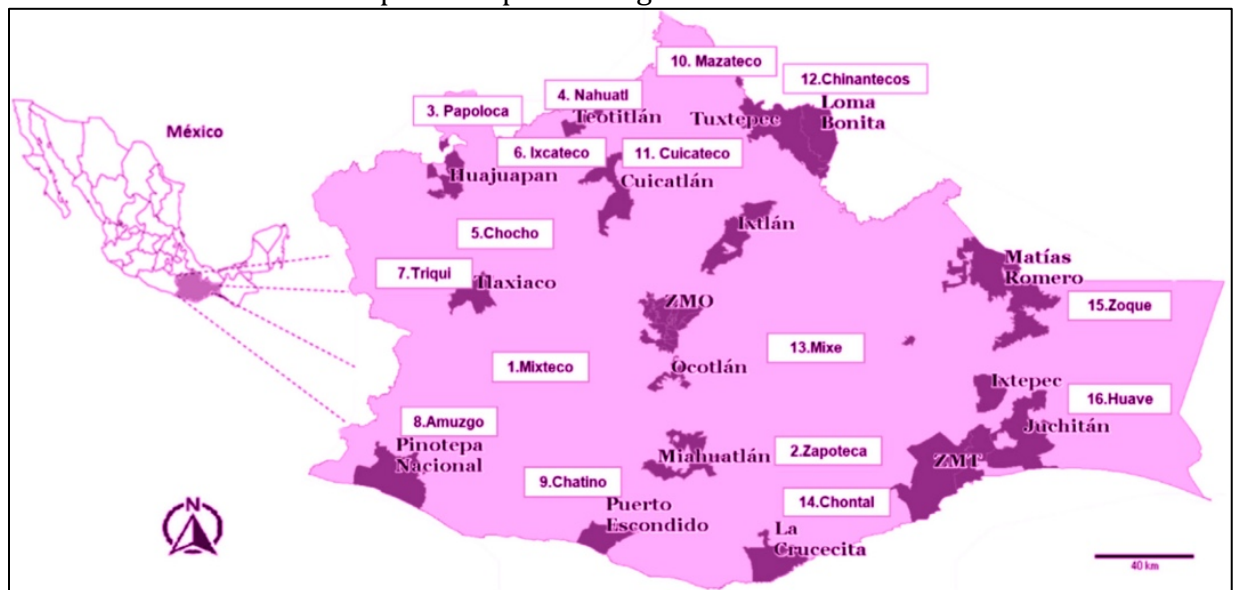 10. Mazateco
12.Chinantecos
4. Nahuatl
Loma
Bonita
3. Papoloca
Teotitlán
Tuxtepec
México
6. Ixcateco
11. Cuicateco
Huajuapan
Cuicatlán
Ixtlán
5.Chocho
Matías
Romero
7.Triqui
Tlaxiaco
ZMO
15.Zoque
13.Mixe
1.Mixteco
Ocotlán
Ixtepec
16.Huave
8.Amuzgo
Juchitán
Pinotepa
Nacional
Miahuatlán
2.Zapoteca
ZMT
9.Chatino
14.Chontal
Puerto
Escondido
La
Crucecita
N
40 km